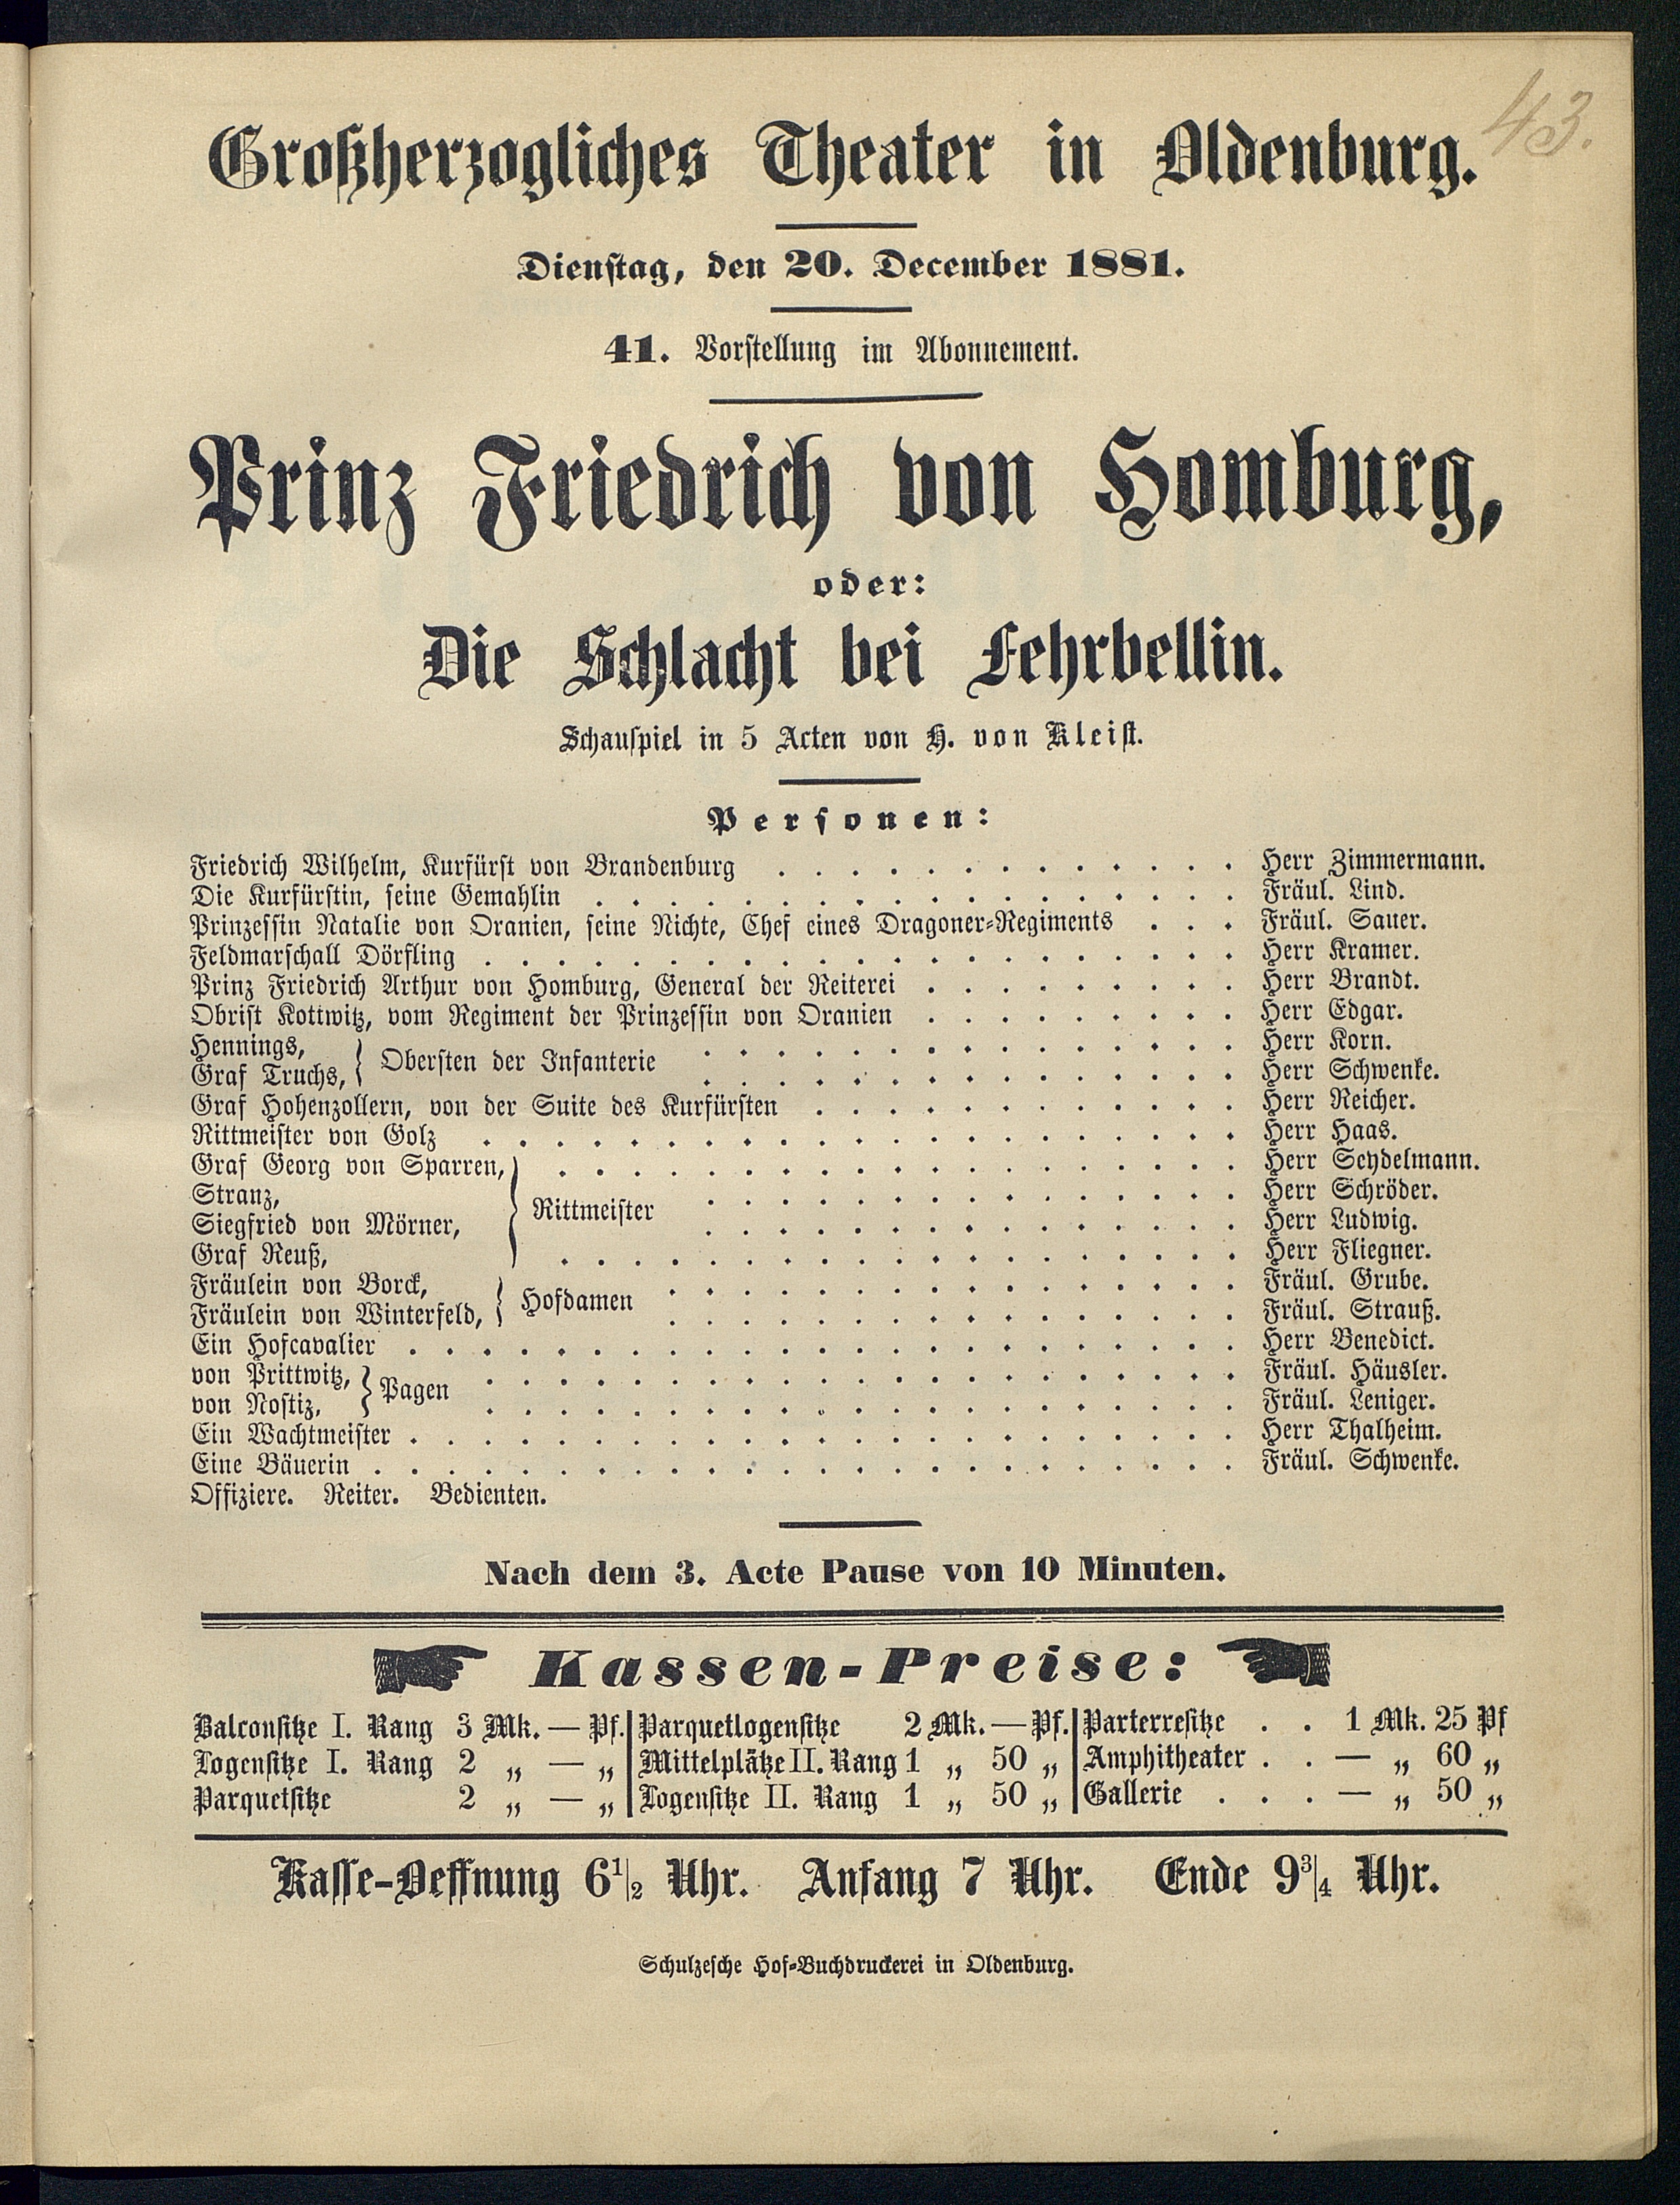 43.
Großherzogliches Theater in Oldenburg.
Dienstag, den 20. December 1881.
41. Vorstellung im Abonnement.
Prinz Friedrich von Homburg,
oder:
Die Schlacht bei Fehrbellin.
Schauspiel in 5 Acten von H. von Kleist.
Personen:
Friedrich Wilhelm, Kurfürst von Brandenburg . . . . . . . . . . . . . Herr Zimmermann.
Die Kurfürstin, seine Gemahlin . . . . . . . . . . . . . . . . . . Fräul. Lind.
Prinzessin Natalie von Oranien, seine Nichte, Chef eines Dragoner-Regiments . . . Fräul. Sauer.
Feldmarschall Dörfling . . . . . . . . . . . . . . . . . . . . . Herr Kramer.
Prinz Friedrich Arthur von Homburg, General der Reiterei . . . . . . . . . Herr Brandt.
Obrist Kottwitz, vom Regiment der Prinzessin von Oranien . . . . . . . . . Herr Edgar.
Hennings, } Obersten der Infanterie . . . . . . . . . . . . . . . Herr Korn.
Graf Truchs, } . . . . . . . . . . . . . . . Herr Schwenke.
Graf Hohenzollern, von der Suite des Kurfürsten . . . . . . . . . . . . Herr Reicher.
Rittmeister von Golz . . . . . . . . . . . . . . . . . . . . . Herr Haas.
Graf Georg von Sparren, } . . . . . . . . . . . . . . . . . . . Herr Seydelmann.
Stranz, } Rittmeister . . . . . . . . . . . . . . . Herr Schröder.
Siegfried von Mörner, } . . . . . . . . . . . . . . . Herr Ludwig.
Graf Reuß, } . . . . . . . . . . . . . . . . . . . Herr Fliegner.
Fräulein von Borck, } Hofdamen . . . . . . . . . . . . . . . . Fräul. Grube.
Fräulein von Winterfeld, } . . . . . . . . . . . . . . . . Fräul. Strauß.
Ein Hofcavalier . . . . . . . . . . . . . . . . . . . . . . . Herr Benedict.
von Prittwitz, } Pagen . . . . . . . . . . . . . . . . . . . . . Fräul. Häusler.
von Nostiz, } . . . . . . . . . . . . . . . . . . . . . Fräul. Leniger.
Ein Wachtmeister . . . . . . . . . . . . . . . . . . . . . . . Herr Thalheim.
Eine Bäuerin . . . . . . . . . . . . . . . . . . . . . . . . Fräul. Schwenke.
Offiziere. Reiter. Bedienten.
Nach dem 3. Acte Pause von 10 Minuten.
Kassen-Preise:
Balconsitze I. Rang 3 Mk. — Pf. | Parquetlogensitze 2 Mk. — Pf. | Parterresitze . . 1 Mk. 25 Pf
Logensitze I. Rang 2 „ — „ | Mittelplätze II. Rang 1 „ 50 „ | Amphitheater . . — „ 60 „
Parquetsitze 2 „ — „ | Logensitze II. Rang 1 „ 50 „ | Gallerie . . . — „ 50 „
Kasse-Oeffnung 6 1/2 Uhr. Anfang 7 Uhr. Ende 9 3/4 Uhr.
Schulzesche Hof-Buchdruckerei in Oldenburg.